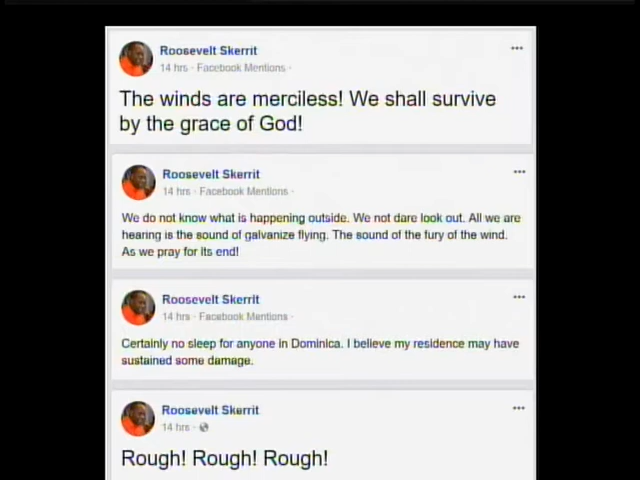 Roosevelt Skerrit
14 hrs · Facebook Mentions ·
The winds are merciless! We shall survive
by the grace of God!
Roosevelt Skerrit
14 hrs · Facebook Mentions ·
We do not know what is happening outside. We not dare look out. All we are
hearing is the sound of galvanize flying. The sound of the fury of the wind.
As we pray for its end!
Roosevelt Skerrit
14 hrs · Facebook Mentions ·
Certainly no sleep for anyone in Dominica. I believe my residence may have
sustained some damage.
Roosevelt Skerrit
14 hrs ·
Rough! Rough! Rough!